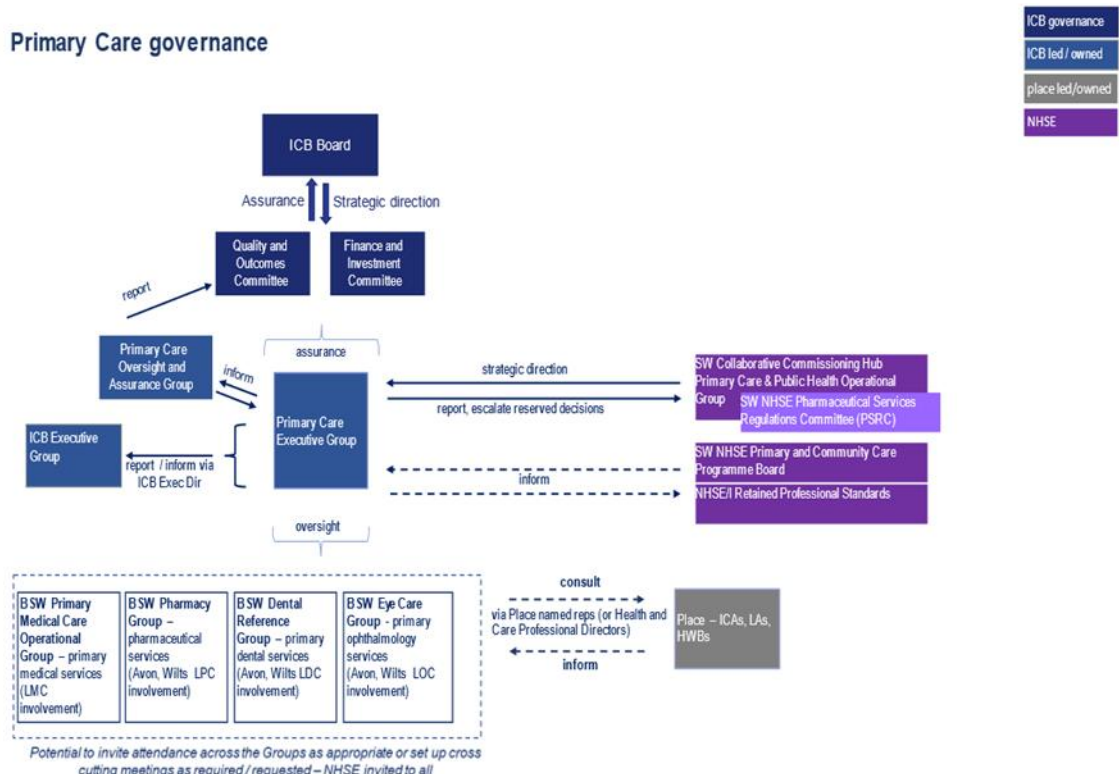 Primary Care governance
ICB governance
ICB led / owned
place led/owned
NHSE
ICB Board
Assurance
Strategic direction
Quality and
Outcomes
Committee
Finance and
Investment
Committee
report
Primary Care
Oversight and
Assurance Group
inform
assurance
Primary Care
Executive Group
strategic direction
report, escalate reserved decisions
SW Collaborative Commissioning Hub
Primary Care & Public Health Operational
Group
SW NHSE Pharmaceutical Services
Regulations Committee (PSRC)
ICB Executive
Group
report / inform via
ICB Exec Dir
inform
SW NHSE Primary and Community Care
Programme Board
NHSE/I Retained Professional Standards
oversight
BSW Primary
Medical Care
Operational
Group – primary
medical services
(LMC
involvement)
BSW Pharmacy
Group –
pharmaceutical
services
(Avon, Wilts LPC
involvement)
BSW Dental
Reference
Group – primary
dental services
(Avon, Wilts LDC
involvement)
BSW Eye Care
Group - primary
ophthalmology
services
(Avon, Wilts LOC
involvement)
consult
via Place named reps (or Health and
Care Professional Directors)
inform
Place – ICAs, LAs,
HWBs
Potential to invite attendance across the Groups as appropriate or set up cross
cutting meetings as required / requested – NHSE invited to all